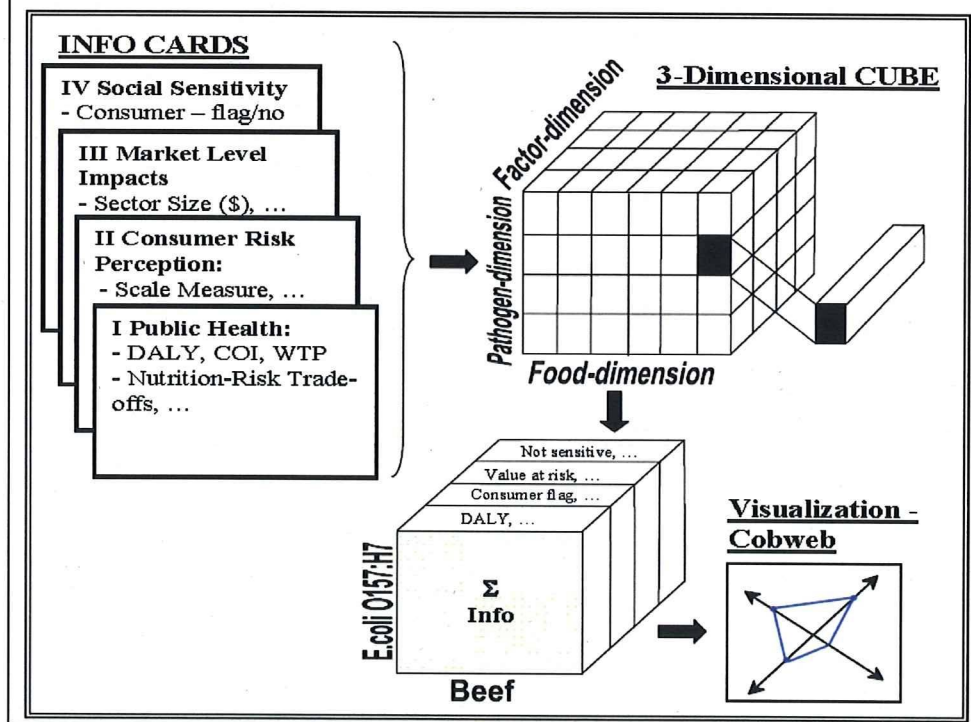 INFO CARDS
IV Social Sensitivity
- Consumer – flag/no
III Market Level
Impacts
- Sector Size ($), ...
II Consumer Risk
Perception:
- Scale Measure, ...
I Public Health:
- DALY, COI, WTP
- Nutrition-Risk Trade-
offs, ...
3-Dimensional CUBE
Factor-dimension
Pathogen-dimension
Food-dimension
Not sensitive, ...
Value at risk, ...
Consumer flag, ...
DALY, ...
E.coli O157:H7
Σ
Info
Beef
Visualization -
Cobweb